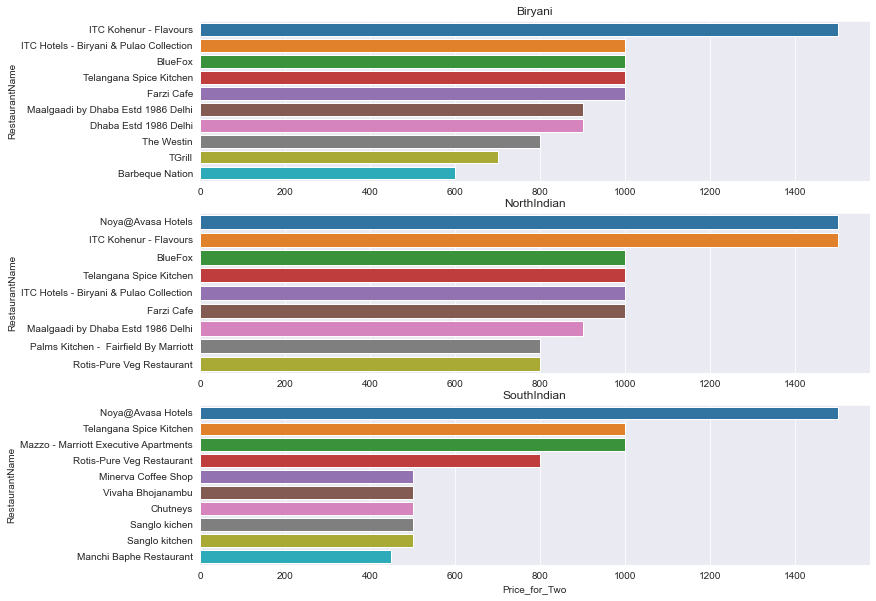 Biryani
RestaurantName
ITC Kohenur - Flavours
ITC Hotels - Biryani & Pulao Collection
BlueFox
Telangana Spice Kitchen
Farzi Cafe
Maalgaadi by Dhaba Estd 1986 Delhi
Dhaba Estd 1986 Delhi
The Westin
TGrill
Barbeque Nation
0 200 400 600 800 1000 1200 1400
NorthIndian
RestaurantName
Noya@Avasa Hotels
ITC Kohenur - Flavours
BlueFox
Telangana Spice Kitchen
ITC Hotels - Biryani & Pulao Collection
Farzi Cafe
Maalgaadi by Dhaba Estd 1986 Delhi
Palms Kitchen -  Fairfield By Marriott
Rotis-Pure Veg Restaurant
0 200 400 600 800 1000 1200 1400
SouthIndian
RestaurantName
Noya@Avasa Hotels
Telangana Spice Kitchen
Mazzo - Marriott Executive Apartments
Rotis-Pure Veg Restaurant
Minerva Coffee Shop
Vivaha Bhojanambu
Chutneys
Sanglo kichen
Sanglo kitchen
Manchi Baphe Restaurant
0 200 400 600 800 1000 1200 1400
Price_for_Two